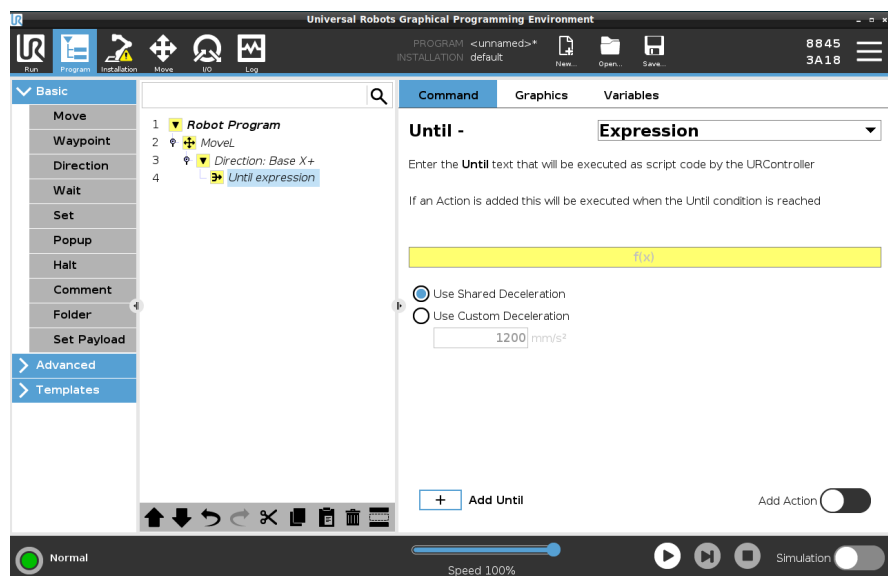 Universal Robots Graphical Programming Environment
UR
Run
Program
Installation
Move
I/O
Log
PROGRAM <unnamed>*
INSTALLATION default
New...
Open...
Save...
8845
3A18
Basic
Move
Waypoint
Direction
Wait
Set
Popup
Halt
Comment
Folder
Set Payload
Advanced
Templates
1 Robot Program
2 MoveL
3 Direction: Base X+
4 Until expression
Command Graphics Variables
Until - Expression
Enter the Until text that will be executed as script code by the URController
If an Action is added this will be executed when the Until condition is reached
f(x)
Use Shared Deceleration
Use Custom Deceleration
1200 mm/s²
+ Add Until
Add Action
Normal
Speed 100%
Simulation